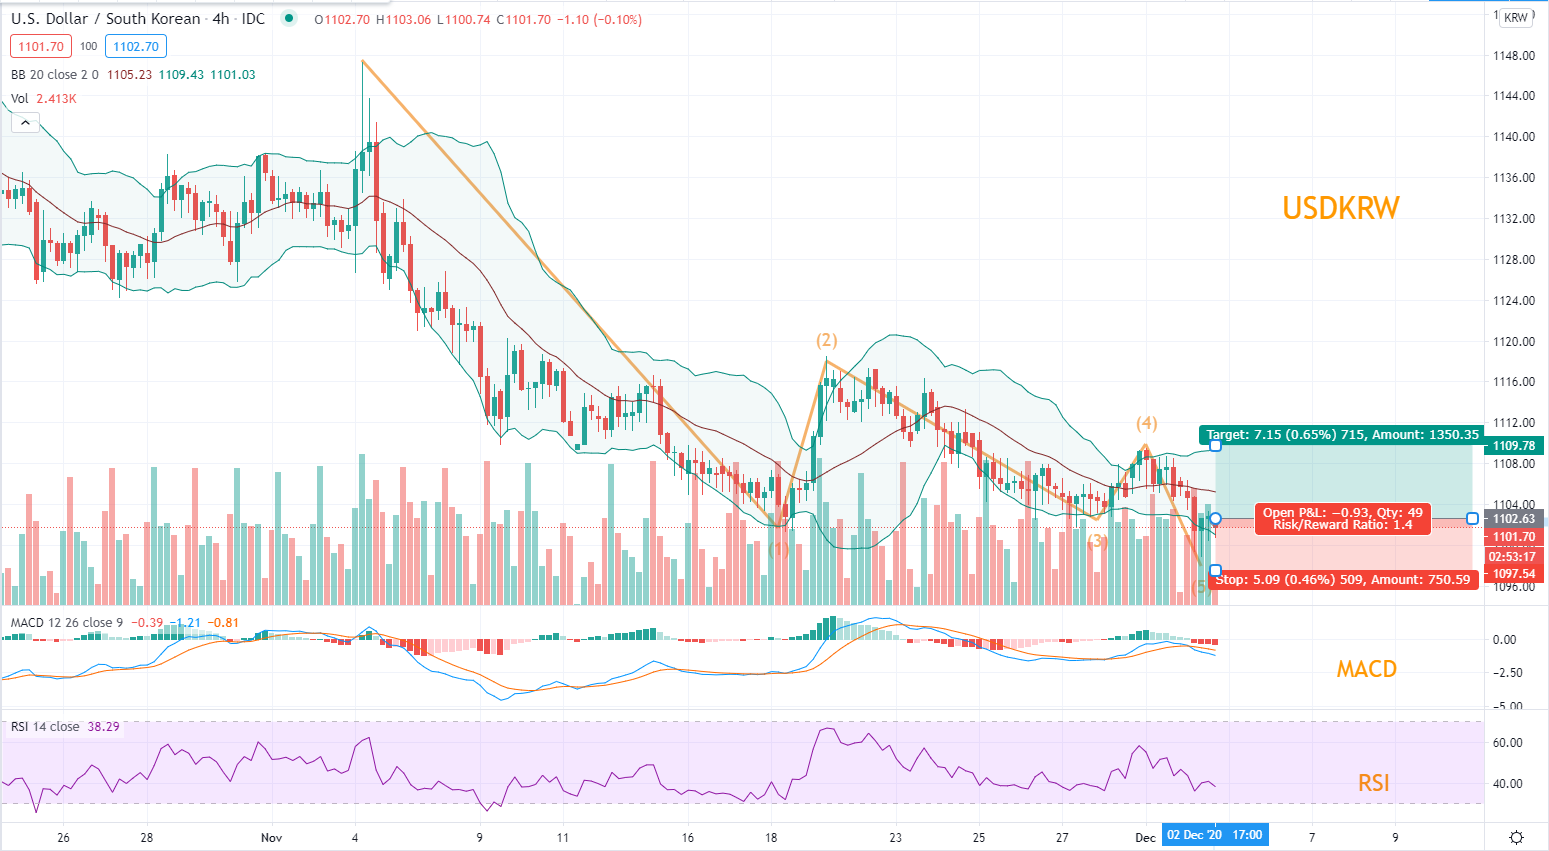 U.S. Dollar / South Korean · 4h · IDC O1102.70 H1103.06 L1100.74 C1101.70 −1.10 (−0.10%)
KRW
1101.70 100 1102.70
BB 20 close 2 0 1105.23 1109.43 1101.03
Vol 2.413K
1148.00
1144.00
1140.00
1136.00
1132.00
1128.00
1124.00
1120.00
1116.00
1112.00
1109.78
1108.00
1104.00
1102.63
1101.70
02:53:17
1097.54
1096.00
USDKRW
(1)
(2)
(3)
(4)
(5)
Target: 7.15 (0.65%) 715, Amount: 1350.35
Open P&L: −0.93, Qty: 49
Risk/Reward Ratio: 1.4
Stop: 5.09 (0.46%) 509, Amount: 750.59
MACD 12 26 close 9 −0.39 −1.21 −0.81
0.00
−2.50
−5.00
MACD
RSI 14 close 38.29
60.00
40.00
RSI
26 28 Nov 4 9 11 16 18 23 25 27 Dec 02 Dec '20 17:00 7 9